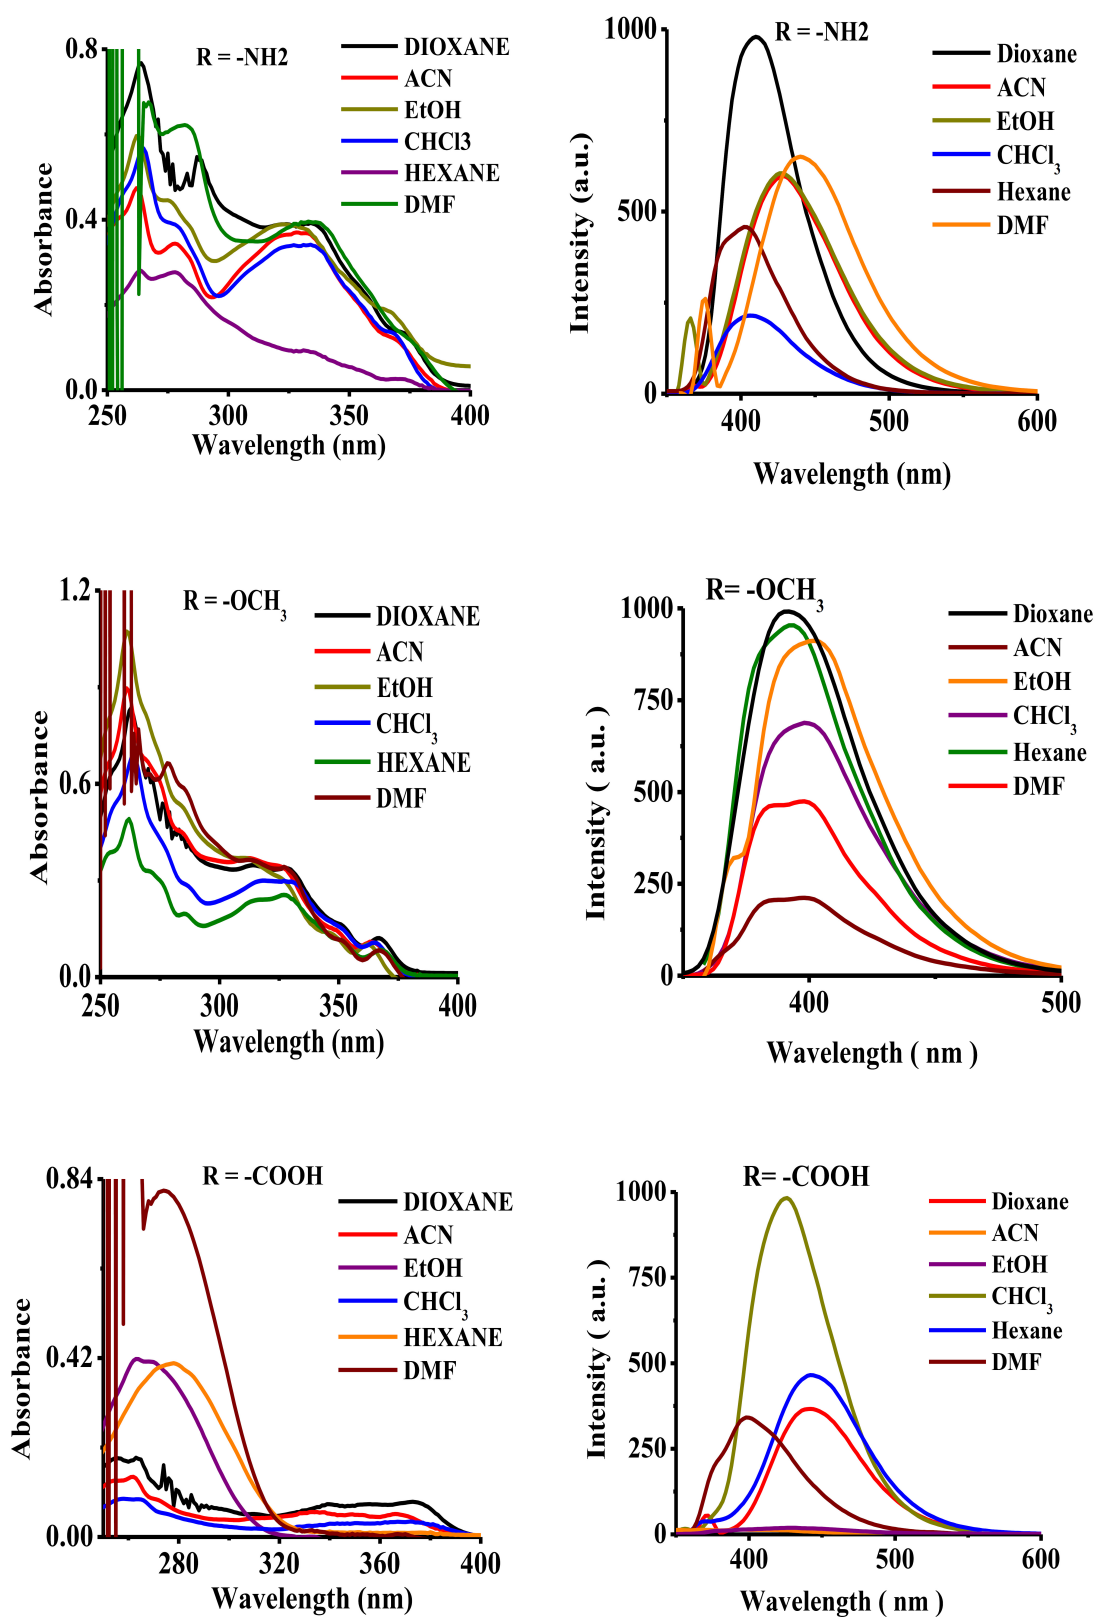 R = -NH2
DIOXANE
ACN
EtOH
CHCl3
HEXANE
DMF
Absorbance
0.8
0.4
0.0
250 300 350 400
Wavelength (nm)
R = -NH2
Dioxane
ACN
EtOH
CHCl3
Hexane
DMF
Intensity (a.u.)
1000
500
0
400 500 600
Wavelength (nm)
R = -OCH3
DIOXANE
ACN
EtOH
CHCl3
HEXANE
DMF
Absorbance
1.2
0.6
0.0
250 300 350 400
Wavelength (nm)
R= -OCH3
Dioxane
ACN
EtOH
CHCl3
Hexane
DMF
Intensity ( a.u. )
1000
750
500
250
0
400 500
Wavelength ( nm )
R = -COOH
DIOXANE
ACN
EtOH
CHCl3
HEXANE
DMF
Absorbance
0.84
0.42
0.00
280 320 360 400
Wavelength (nm)
R= -COOH
Dioxane
ACN
EtOH
CHCl3
Hexane
DMF
Intensity ( a.u. )
1000
750
500
250
0
400 500 600
Wavelength ( nm )